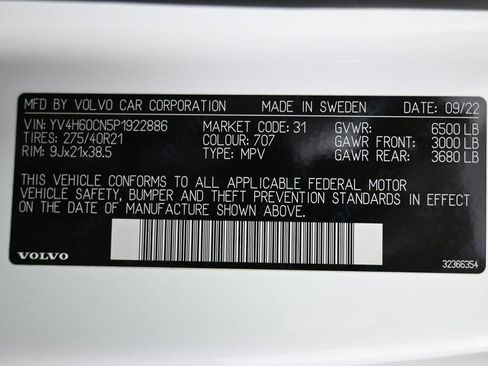 MFD BY VOLVO CAR CORPORATION MADE IN SWEDEN DATE: 09/22
VIN: YV4H60CN5P1922886 MARKET CODE: 31 GVWR: 6500 LB
TIRES: 275/40R21 COLOUR: 707 GAWR FRONT: 3000 LB
RIM: 9Jx21x38.5 TYPE: MPV GAWR REAR: 3680 LB
THIS VEHICLE CONFORMS TO ALL APPLICABLE FEDERAL MOTOR
VEHICLE SAFETY, BUMPER AND THEFT PREVENTION STANDARDS IN EFFECT
ON THE DATE OF MANUFACTURE SHOWN ABOVE.
VOLVO 32366354